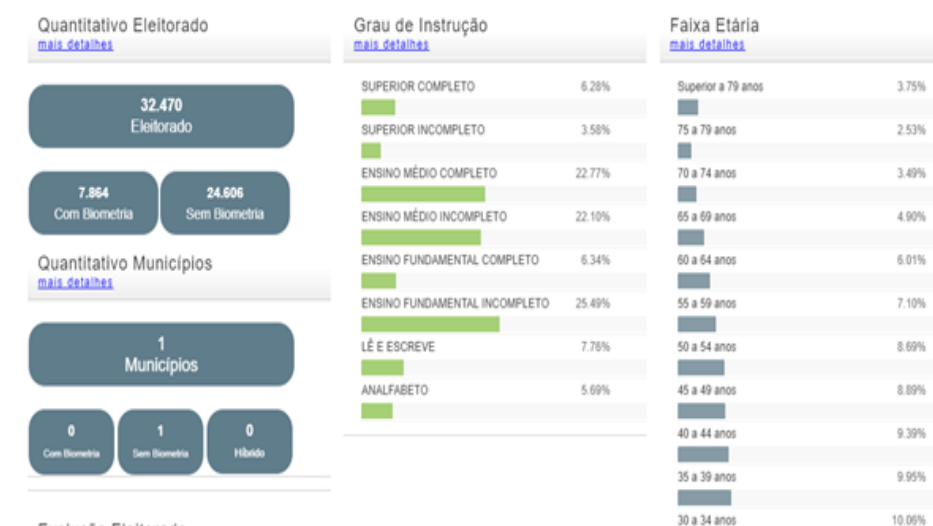 Quantitativo Eleitorado
mais detalhes
32.470
Eleitorado
7.864
Com Biometria
24.606
Sem Biometria
Quantitativo Municípios
mais detalhes
1
Municípios
0
Com Biometria
1
Sem Biometria
0
Híbrido
Evolução Eleitorado
Grau de Instrução
mais detalhes
SUPERIOR COMPLETO 6.28%
SUPERIOR INCOMPLETO 3.58%
ENSINO MÉDIO COMPLETO 22.77%
ENSINO MÉDIO INCOMPLETO 22.10%
ENSINO FUNDAMENTAL COMPLETO 6.34%
ENSINO FUNDAMENTAL INCOMPLETO 25.49%
LÊ E ESCREVE 7.76%
ANALFABETO 5.69%
Faixa Etária
mais detalhes
Superior a 79 anos 3.75%
75 a 79 anos 2.53%
70 a 74 anos 3.49%
65 a 69 anos 4.90%
60 a 64 anos 6.01%
55 a 59 anos 7.10%
50 a 54 anos 8.69%
45 a 49 anos 8.89%
40 a 44 anos 9.39%
35 a 39 anos 9.95%
30 a 34 anos 10.06%